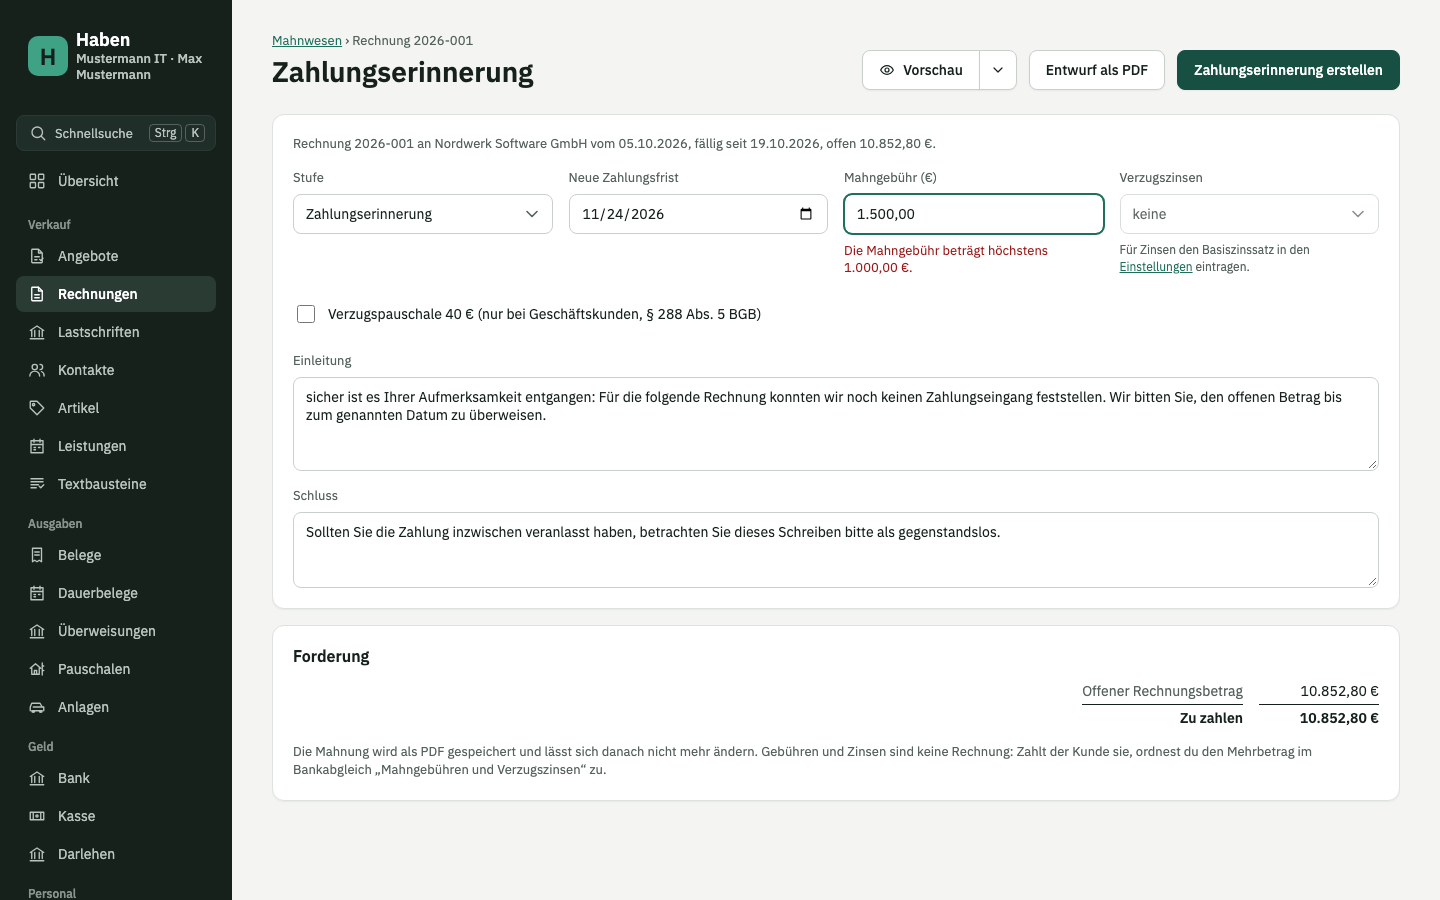 H
Haben
Mustermann IT · Max
Mustermann
Schnellsuche Strg K
Übersicht
Verkauf
Angebote
Rechnungen
Lastschriften
Kontakte
Artikel
Leistungen
Textbausteine
Ausgaben
Belege
Dauerbelege
Überweisungen
Pauschalen
Anlagen
Geld
Bank
Kasse
Darlehen
Personal
Mahnwesen › Rechnung 2026-001
Zahlungserinnerung
Vorschau
Entwurf als PDF
Zahlungserinnerung erstellen
Rechnung 2026-001 an Nordwerk Software GmbH vom 05.10.2026, fällig seit 19.10.2026, offen 10.852,80 €.
Stufe
Zahlungserinnerung
Neue Zahlungsfrist
11/24/2026
Mahngebühr (€)
1.500,00
Die Mahngebühr beträgt höchstens
1.000,00 €.
Verzugszinsen
keine
Für Zinsen den Basiszinssatz in den
Einstellungen eintragen.
Verzugspauschale 40 € (nur bei Geschäftskunden, § 288 Abs. 5 BGB)
Einleitung
sicher ist es Ihrer Aufmerksamkeit entgangen: Für die folgende Rechnung konnten wir noch keinen Zahlungseingang feststellen. Wir bitten Sie, den offenen Betrag bis
zum genannten Datum zu überweisen.
Schluss
Sollten Sie die Zahlung inzwischen veranlasst haben, betrachten Sie dieses Schreiben bitte als gegenstandslos.
Forderung
Offener Rechnungsbetrag 10.852,80 €
Zu zahlen 10.852,80 €
Die Mahnung wird als PDF gespeichert und lässt sich danach nicht mehr ändern. Gebühren und Zinsen sind keine Rechnung: Zahlt der Kunde sie, ordnest du den Mehrbetrag im
Bankabgleich „Mahngebühren und Verzugszinsen“ zu.